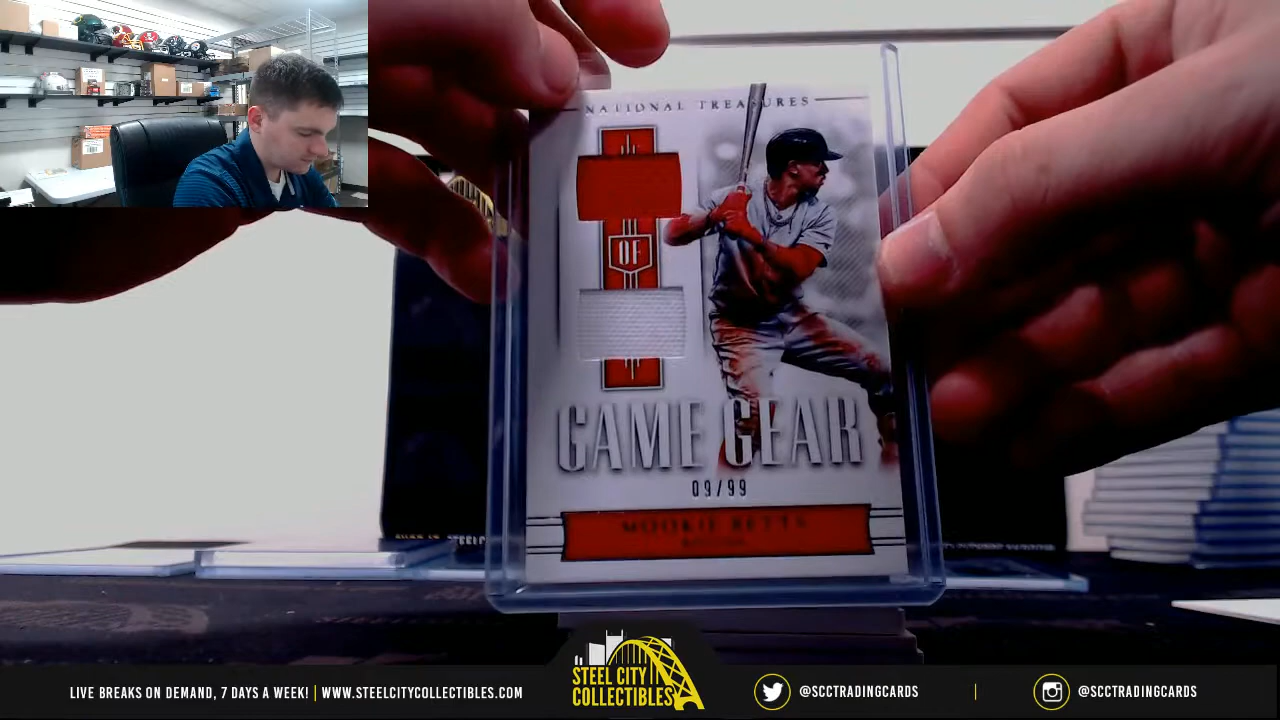 NATIONAL TREASURES
OF
GAME GEAR
09/99
MOOKIE BETTS
LIVE BREAKS ON DEMAND, 7 DAYS A WEEK! | WWW.STEELCITYCOLLECTIBLES.COM
STEEL CITY
COLLECTIBLES
@SCCTRADINGCARDS
@SCCTRADINGCARDS